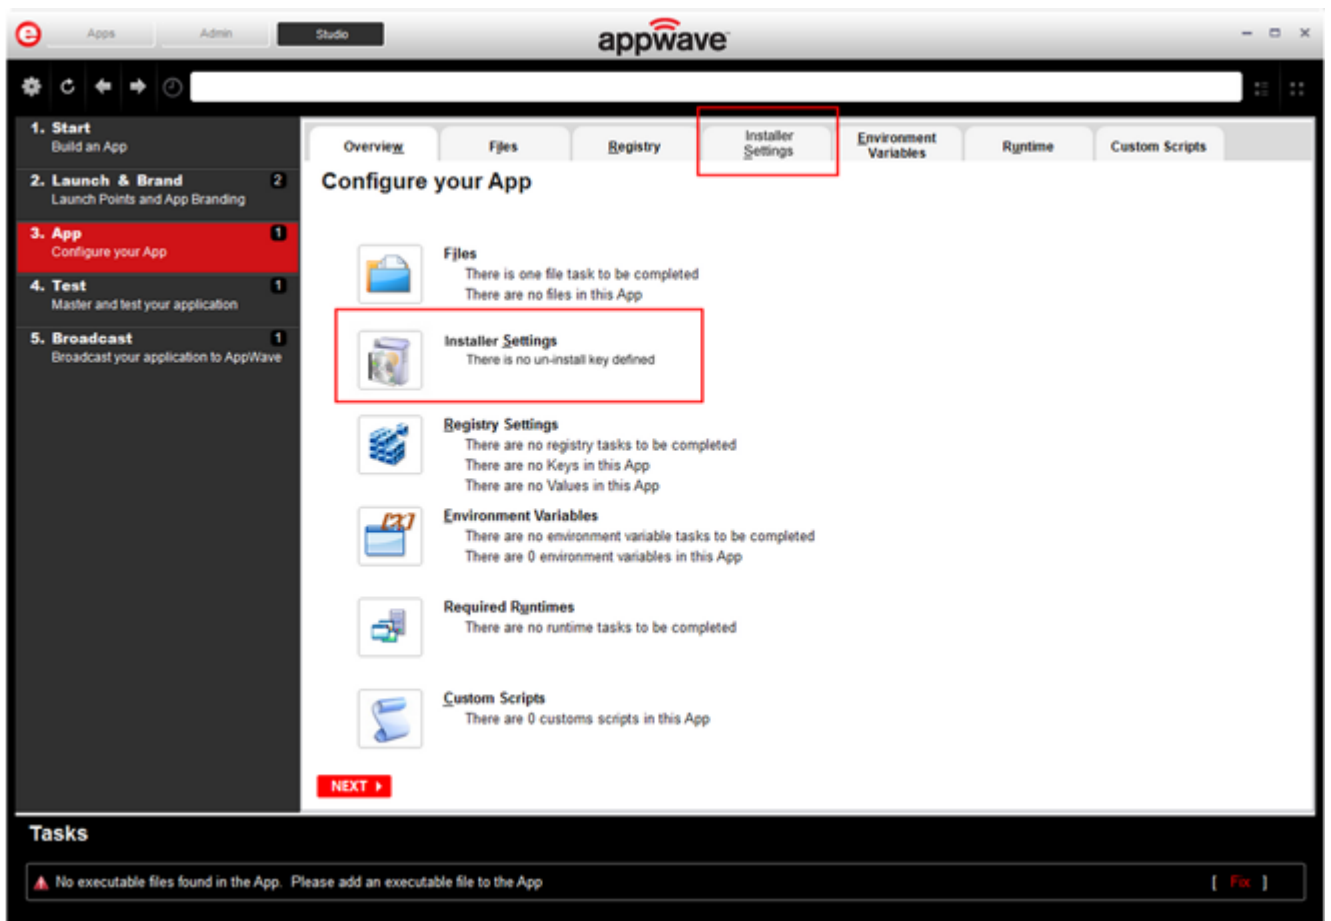 Apps
Admin
Studio
appwave
1. Start
Build an App
2. Launch & Brand 2
Launch Points and App Branding
3. App 1
Configure your App
4. Test 1
Master and test your application
5. Broadcast 1
Broadcast your application to AppWave
Overview
Files
Registry
Installer
Settings
Environment
Variables
Runtime
Custom Scripts
Configure your App
Files
There is one file task to be completed
There are no files in this App
Installer Settings
There is no un-install key defined
Registry Settings
There are no registry tasks to be completed
There are no Keys in this App
There are no Values in this App
Environment Variables
There are no environment variable tasks to be completed
There are 0 environment variables in this App
Required Runtimes
There are no runtime tasks to be completed
Custom Scripts
There are 0 customs scripts in this App
NEXT
Tasks
No executable files found in the App. Please add an executable file to the App [ Fix ]